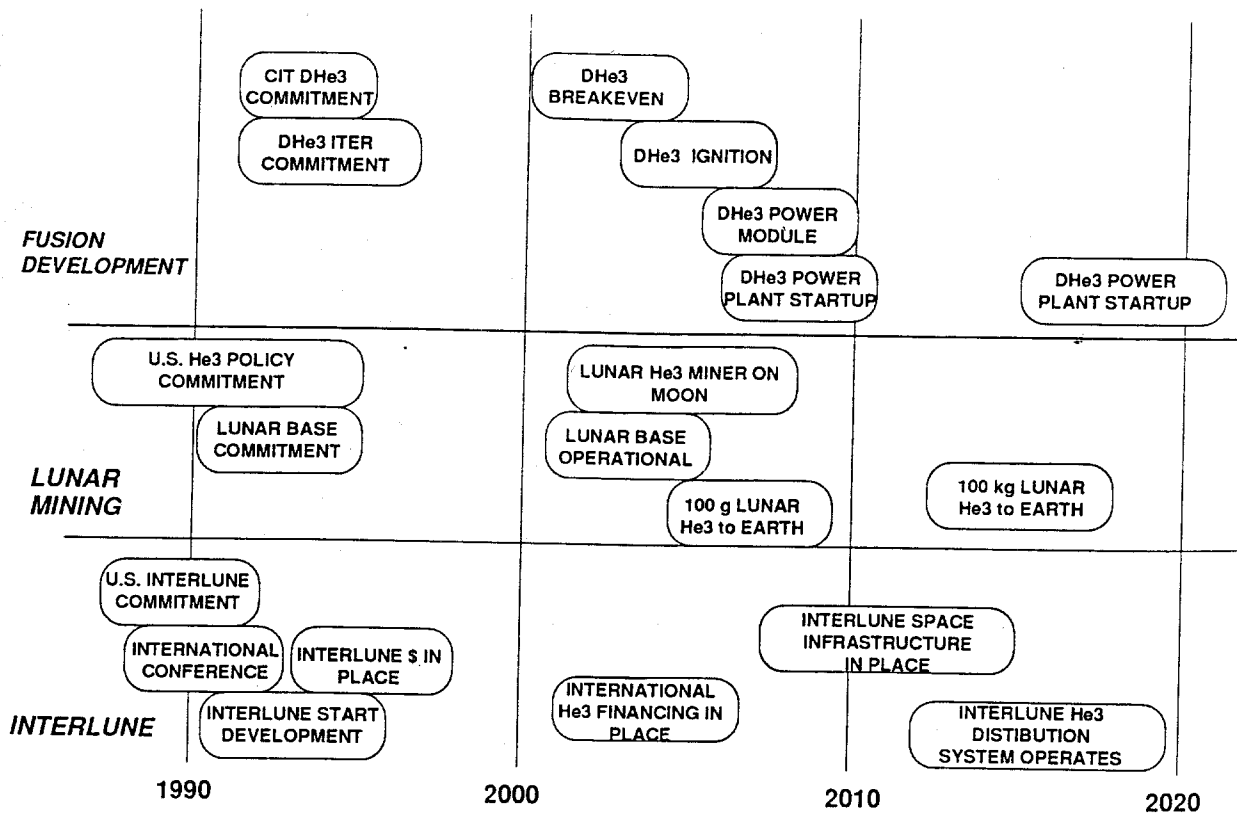 CIT DHe3
COMMITMENT
DHe3
BREAKEVEN
DHe3 ITER
COMMITMENT
DHe3 IGNITION
DHe3 POWER
MODULE
FUSION
DEVELOPMENT
DHe3 POWER
PLANT STARTUP
DHe3 POWER
PLANT STARTUP
U.S. He3 POLICY
COMMITMENT
LUNAR He3 MINER ON
MOON
LUNAR BASE
COMMITMENT
LUNAR BASE
OPERATIONAL
LUNAR
MINING
100 g LUNAR
He3 to EARTH
100 kg LUNAR
He3 to EARTH
U.S. INTERLUNE
COMMITMENT
INTERNATIONAL
CONFERENCE
INTERLUNE $ IN
PLACE
INTERLUNE SPACE
INFRASTRUCTURE
IN PLACE
INTERLUNE
INTERLUNE START
DEVELOPMENT
INTERNATIONAL
He3 FINANCING IN
PLACE
INTERLUNE He3
DISTIBUTION
SYSTEM OPERATES
1990
2000
2010
2020